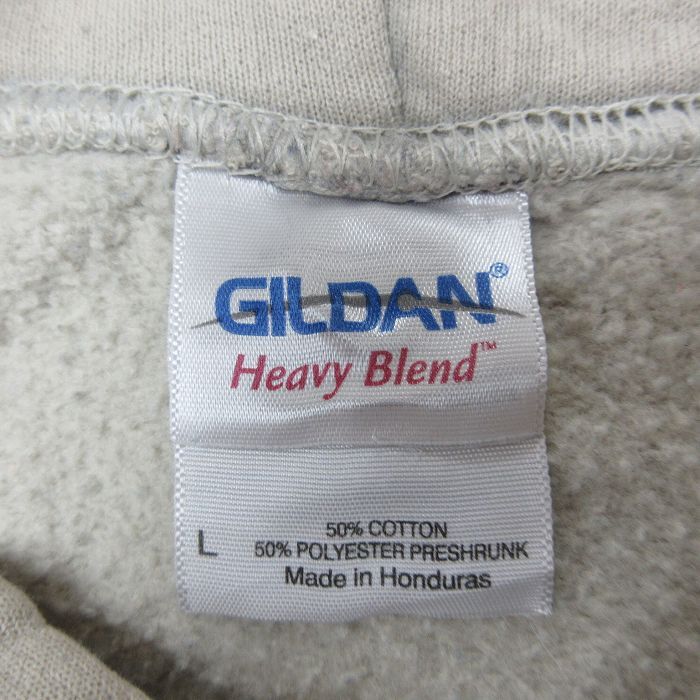 GILDAN®
Heavy Blend™
L
50% COTTON
50% POLYESTER PRESHRUNK
Made in Honduras